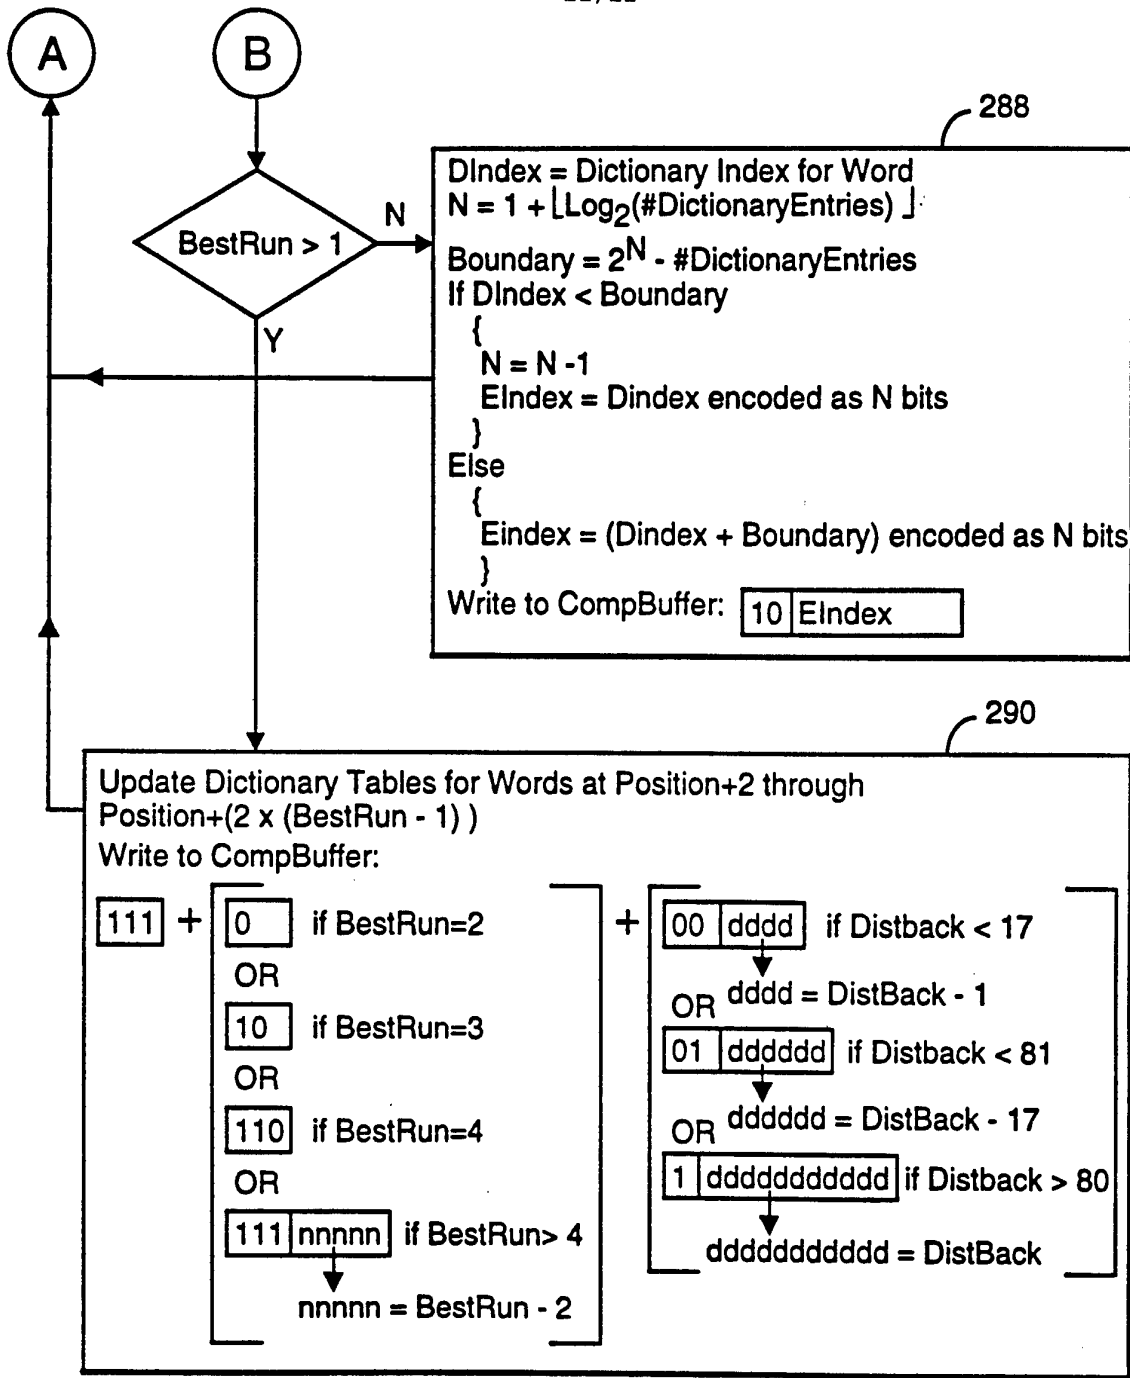 A
B
288
DIndex = Dictionary Index for Word
N = 1 + ⌊Log₂(#DictionaryEntries) ⌋
BestRun > 1
N
Boundary = 2^N - #DictionaryEntries
If DIndex < Boundary
{
Y
N = N -1
EIndex = Dindex encoded as N bits
}
Else
{
Eindex = (Dindex + Boundary) encoded as N bits
}
Write to CompBuffer: 10 EIndex
290
Update Dictionary Tables for Words at Position+2 through
Position+(2 x (BestRun - 1) )
Write to CompBuffer:
111 +
0 if BestRun=2
OR
10 if BestRun=3
OR
110 if BestRun=4
OR
111 nnnnn if BestRun> 4
nnnnn = BestRun - 2
+
00 dddd if Distback < 17
dddd = DistBack - 1
OR
01 dddddd if Distback < 81
dddddd = DistBack - 17
OR
1 ddddddddddd if Distback > 80
ddddddddddd = DistBack